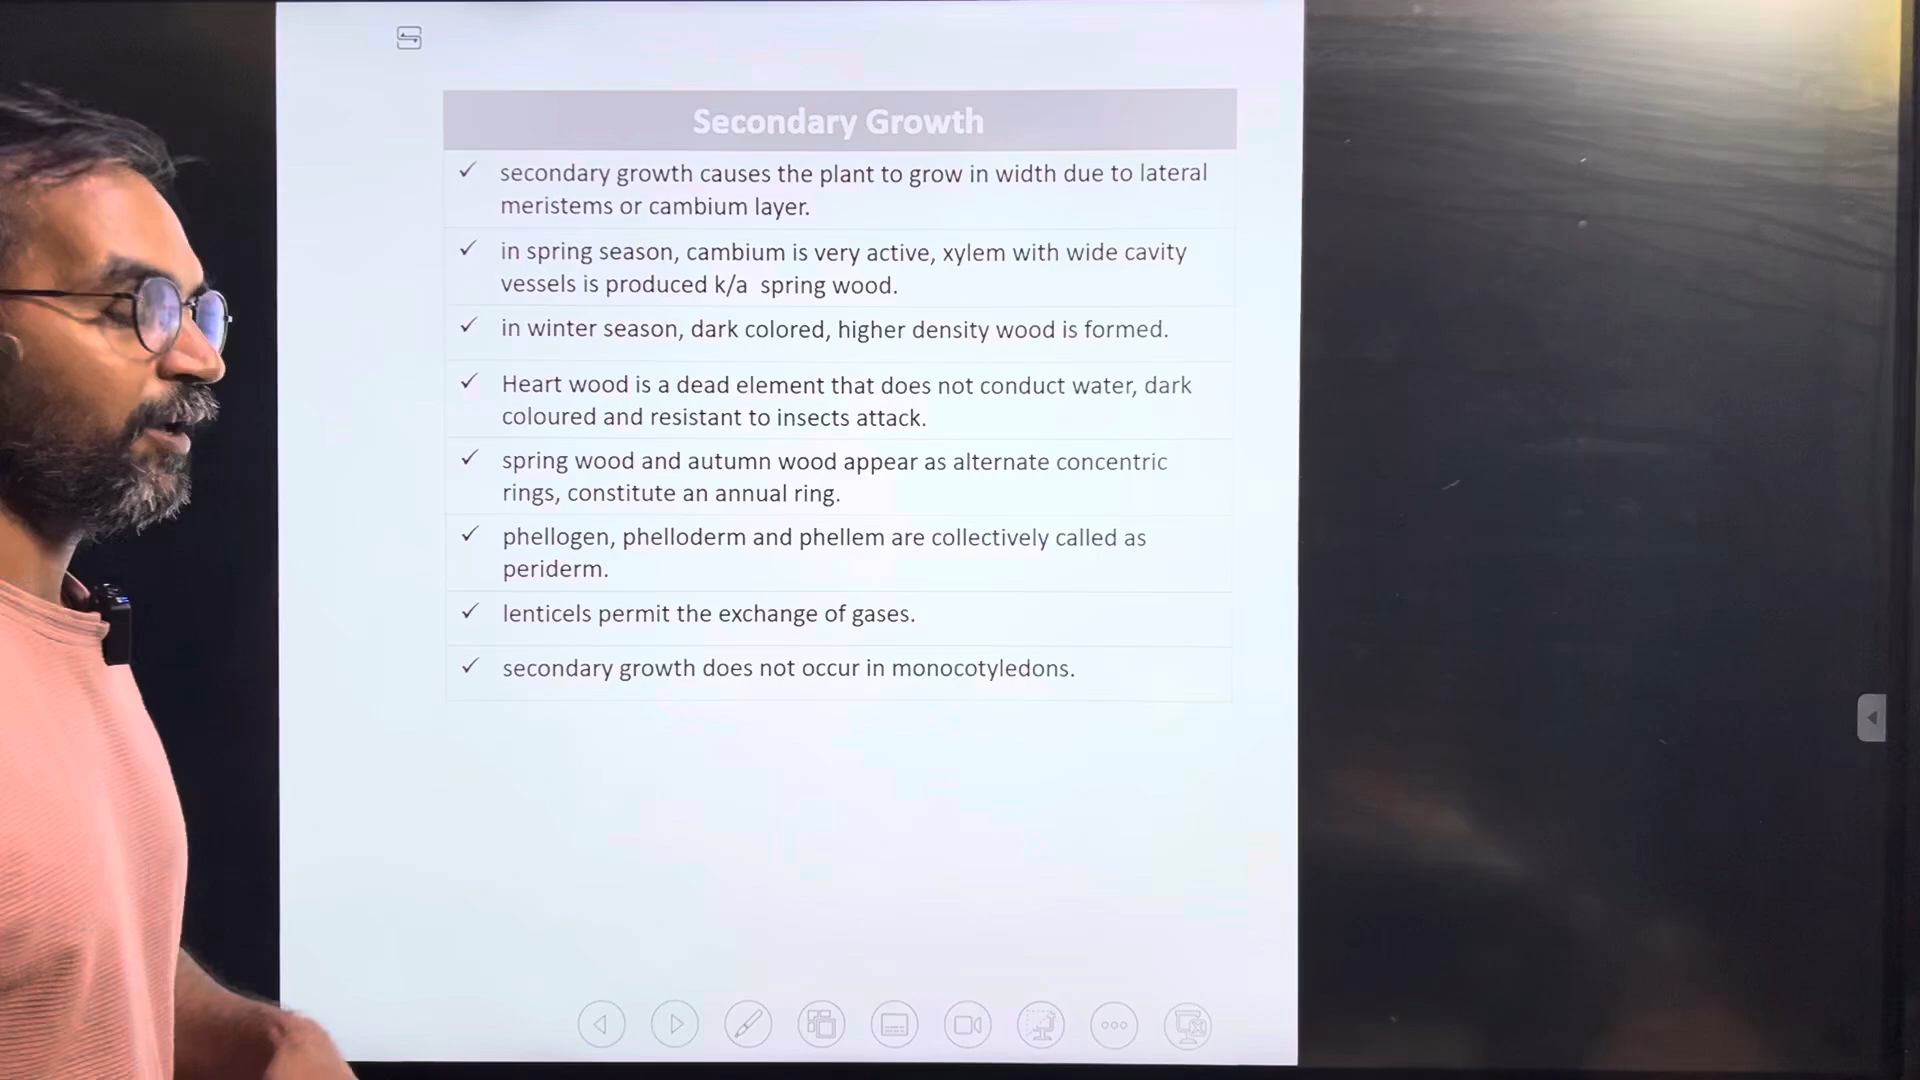 Secondary Growth
✓ secondary growth causes the plant to grow in width due to lateral
meristems or cambium layer.
✓ in spring season, cambium is very active, xylem with wide cavity
vessels is produced k/a spring wood.
✓ in winter season, dark colored, higher density wood is formed.
✓ Heart wood is a dead element that does not conduct water, dark
coloured and resistant to insects attack.
✓ spring wood and autumn wood appear as alternate concentric
rings, constitute an annual ring.
✓ phellogen, phelloderm and phellem are collectively called as
periderm.
✓ lenticels permit the exchange of gases.
✓ secondary growth does not occur in monocotyledons.